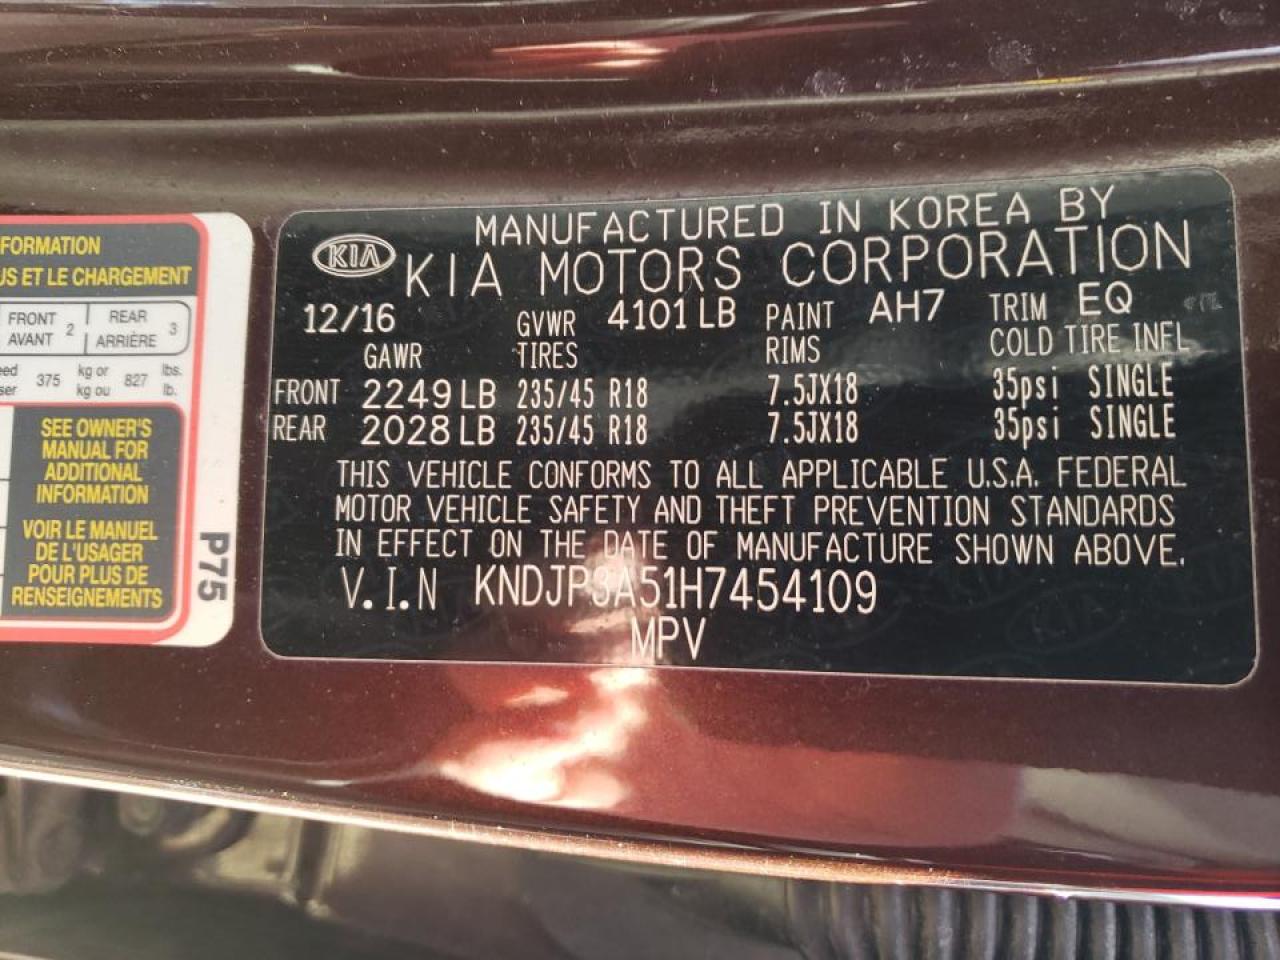 FORMATION
US ET LE CHARGEMENT
FRONT
AVANT 2
REAR
ARRIÈRE 3
375 kg or
kg ou 827 lbs.
lb.
SEE OWNER'S
MANUAL FOR
ADDITIONAL
INFORMATION
VOIR LE MANUEL
DE L'USAGER
POUR PLUS DE
RENSEIGNEMENTS
P75
MANUFACTURED IN KOREA BY
KIA KIA MOTORS CORPORATION
12/16 GVWR 4101 LB PAINT AH7 TRIM EQ
GAWR TIRES RIMS COLD TIRE INFL
FRONT 2249 LB 235/45 R18 7.5JX18 35psi SINGLE
REAR 2028 LB 235/45 R18 7.5JX18 35psi SINGLE
THIS VEHICLE CONFORMS TO ALL APPLICABLE U.S.A. FEDERAL
MOTOR VEHICLE SAFETY AND THEFT PREVENTION STANDARDS
IN EFFECT ON THE DATE OF MANUFACTURE SHOWN ABOVE.
V.I.N KNDJP3A51H7454109
MPV